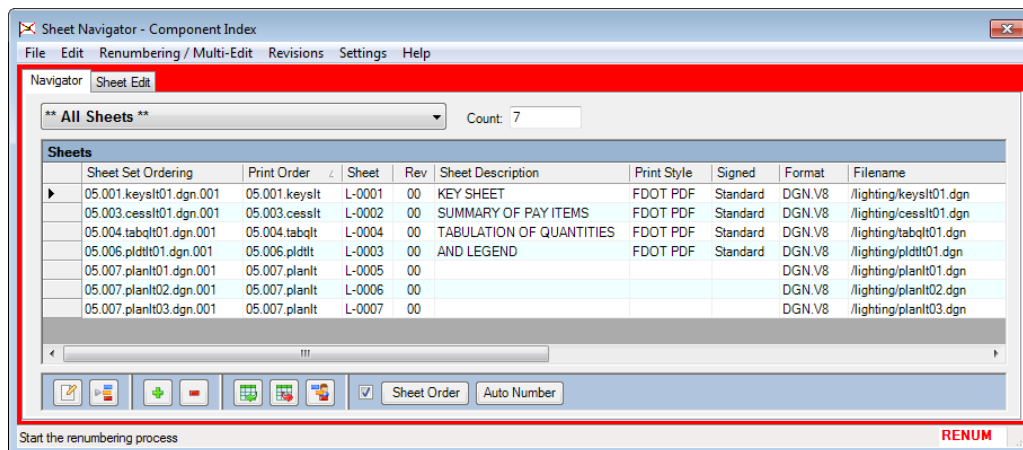 Sheet Navigator - Component Index
File Edit Renumbering / Multi-Edit Revisions Settings Help
Navigator Sheet Edit
** All Sheets ** Count: 7
Sheets
Sheet Set Ordering Print Order Sheet Rev Sheet Description Print Style Signed Format Filename
05.001.keyslt01.dgn.001 05.001.keyslt L-0001 00 KEY SHEET FDOT PDF Standard DGN.V8 /lighting/keyslt01.dgn
05.003.cesslt01.dgn.001 05.003.cesslt L-0002 00 SUMMARY OF PAY ITEMS FDOT PDF Standard DGN.V8 /lighting/cesslt01.dgn
05.004.tabqlt01.dgn.001 05.004.tabqlt L-0004 00 TABULATION OF QUANTITIES FDOT PDF Standard DGN.V8 /lighting/tabqlt01.dgn
05.006.pldtlt01.dgn.001 05.006.pldtlt L-0003 00 AND LEGEND FDOT PDF Standard DGN.V8 /lighting/pldtlt01.dgn
05.007.planlt01.dgn.001 05.007.planlt L-0005 00 DGN.V8 /lighting/planlt01.dgn
05.007.planlt02.dgn.001 05.007.planlt L-0006 00 DGN.V8 /lighting/planlt02.dgn
05.007.planlt03.dgn.001 05.007.planlt L-0007 00 DGN.V8 /lighting/planlt03.dgn
Sheet Order Auto Number
Start the renumbering process RENUM